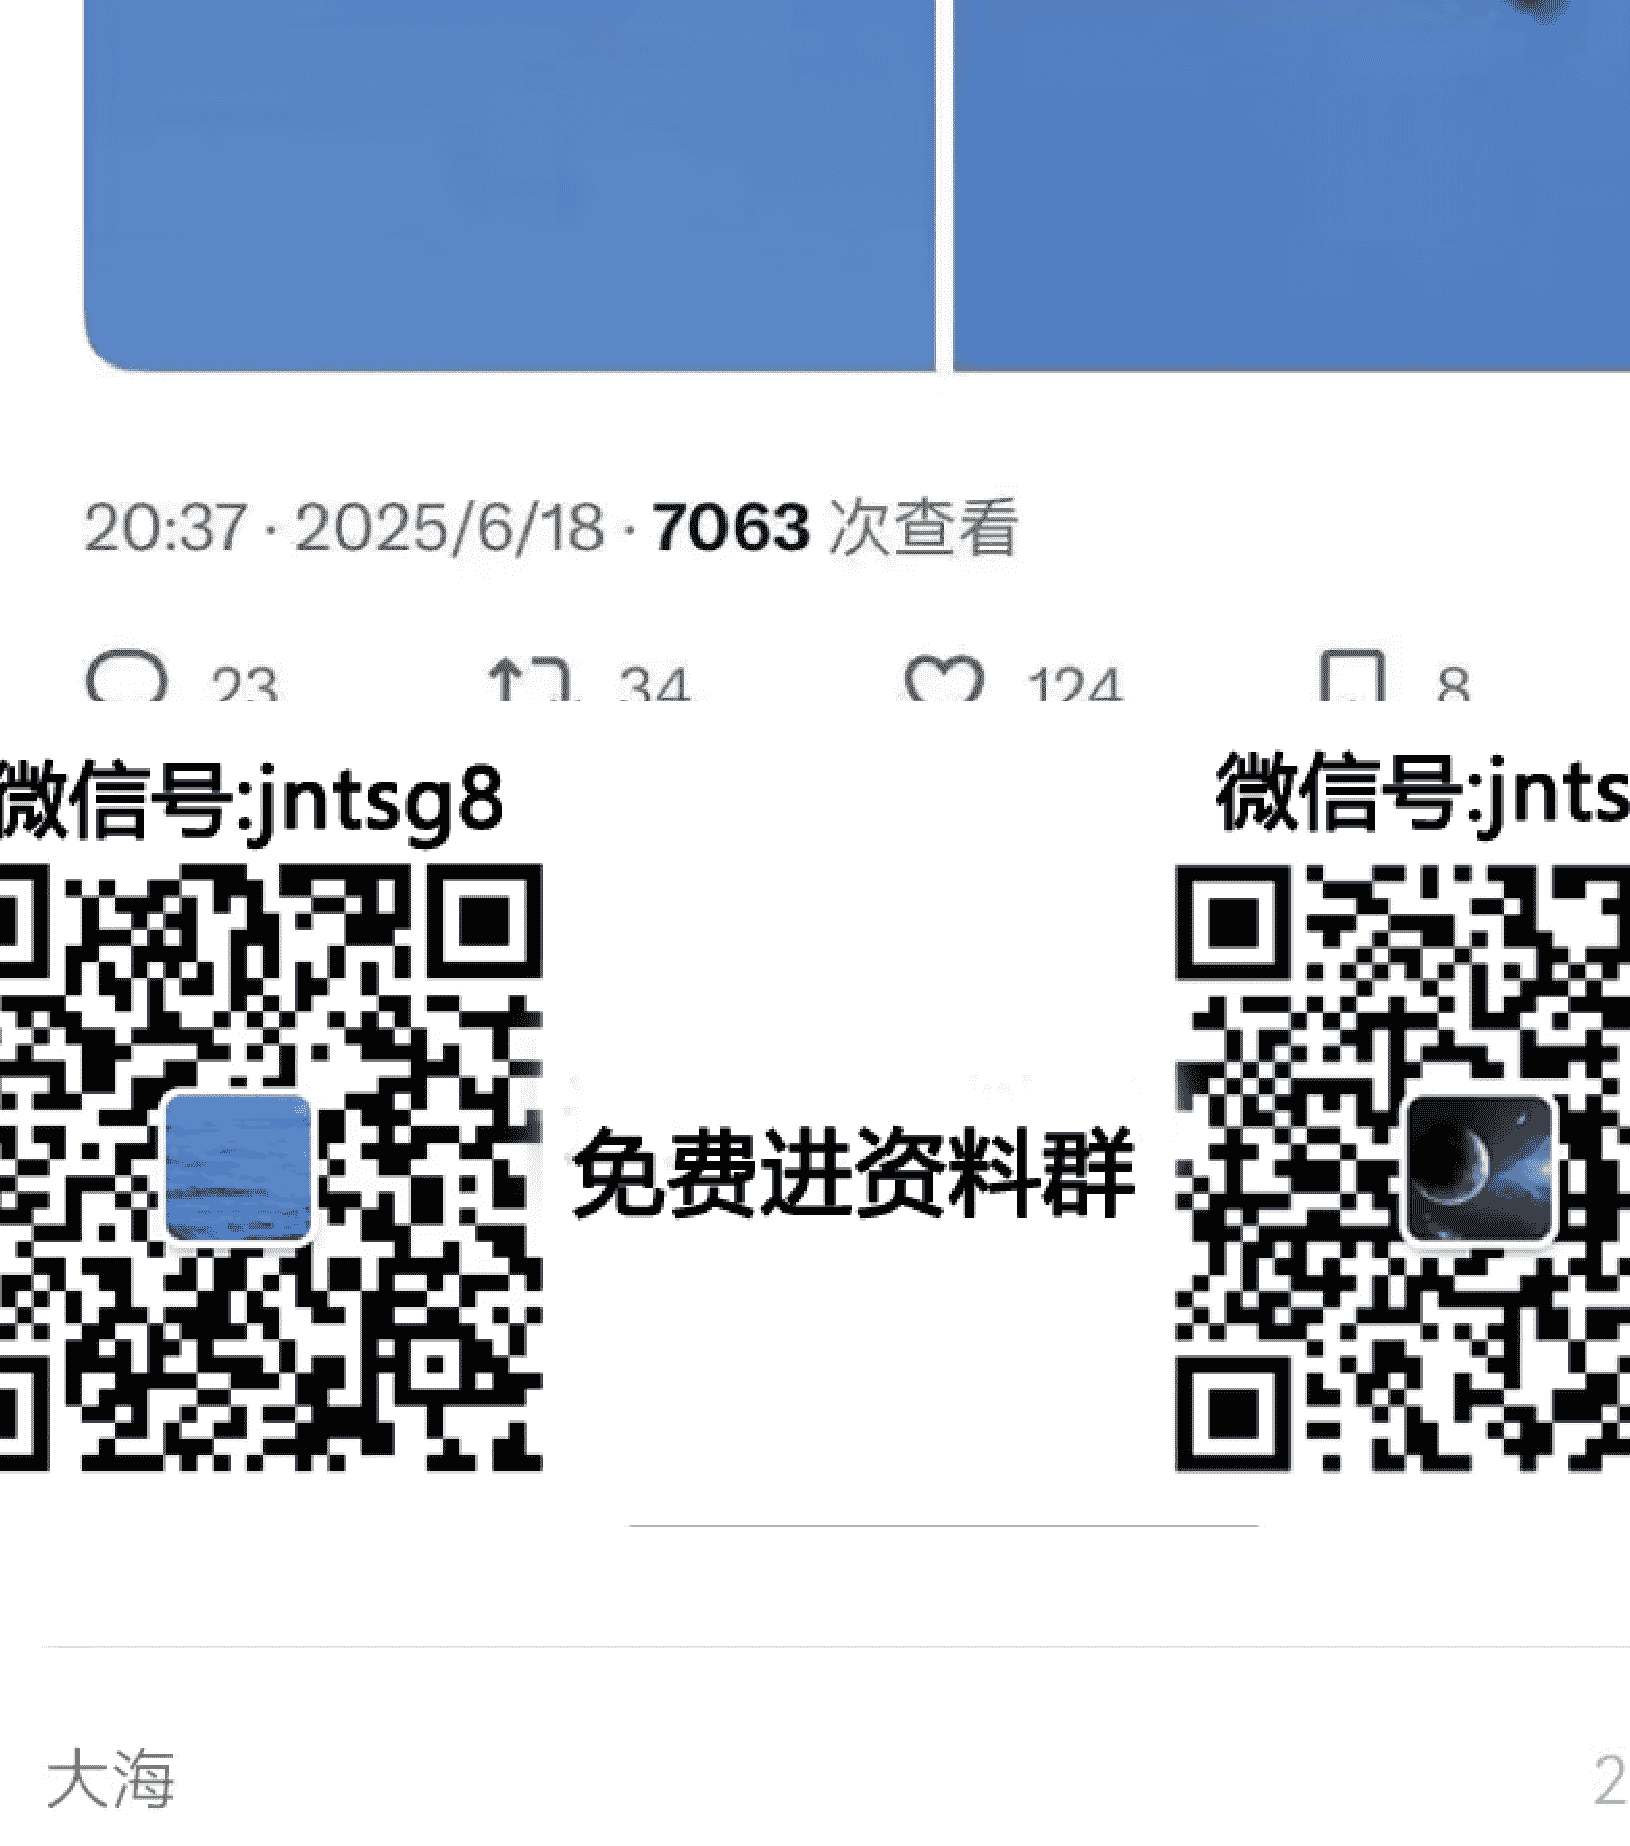 20:37 · 2025/6/18 · 7063 次查看
23 34 124 8
微信号:jntsg8 微信号:jnts
免费进资料群
大海 2